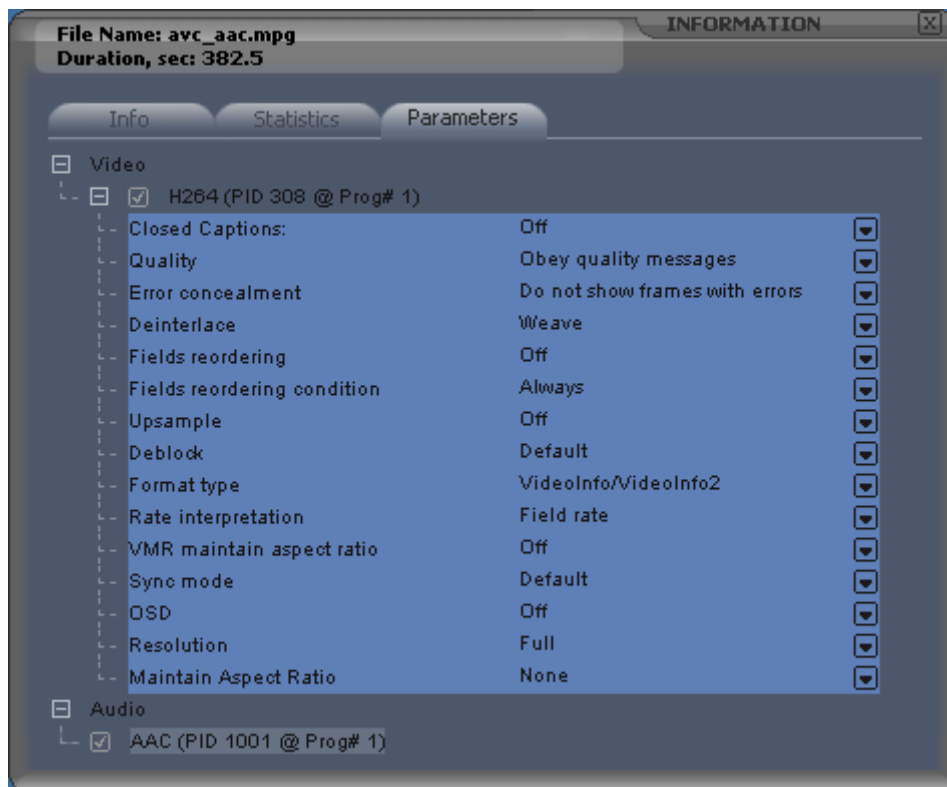 INFORMATION
File Name: avc_aac.mpg
Duration, sec: 382.5
Info Statistics Parameters
Video
H264 (PID 308 @ Prog# 1)
Closed Captions: Off
Quality Obey quality messages
Error concealment Do not show frames with errors
Deinterlace Weave
Fields reordering Off
Fields reordering condition Always
Upsample Off
Deblock Default
Format type VideoInfo/VideoInfo2
Rate interpretation Field rate
VMR maintain aspect ratio Off
Sync mode Default
OSD Off
Resolution Full
Maintain Aspect Ratio None
Audio
AAC (PID 1001 @ Prog# 1)